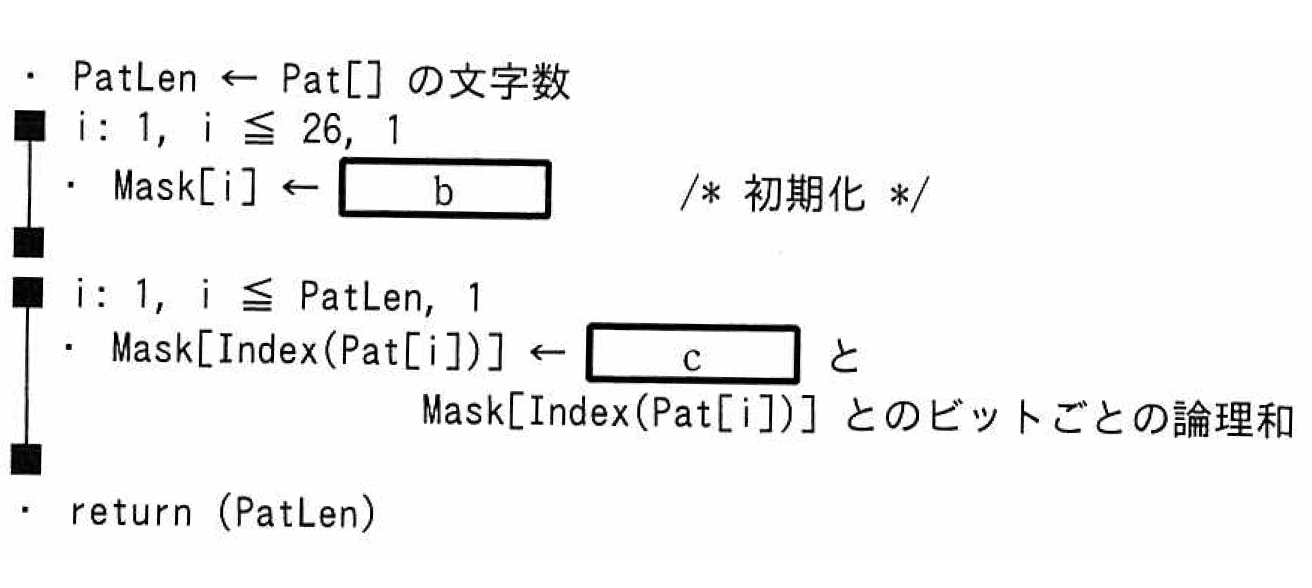 ・ PatLen ← Pat[] の文字数
■ i: 1, i ≦ 26, 1
・ Mask[i] ← b /* 初期化 */
■
■ i: 1, i ≦ PatLen, 1
・ Mask[Index(Pat[i])] ← c と
Mask[Index(Pat[i])] とのビットごとの論理和
■
・ return (PatLen)